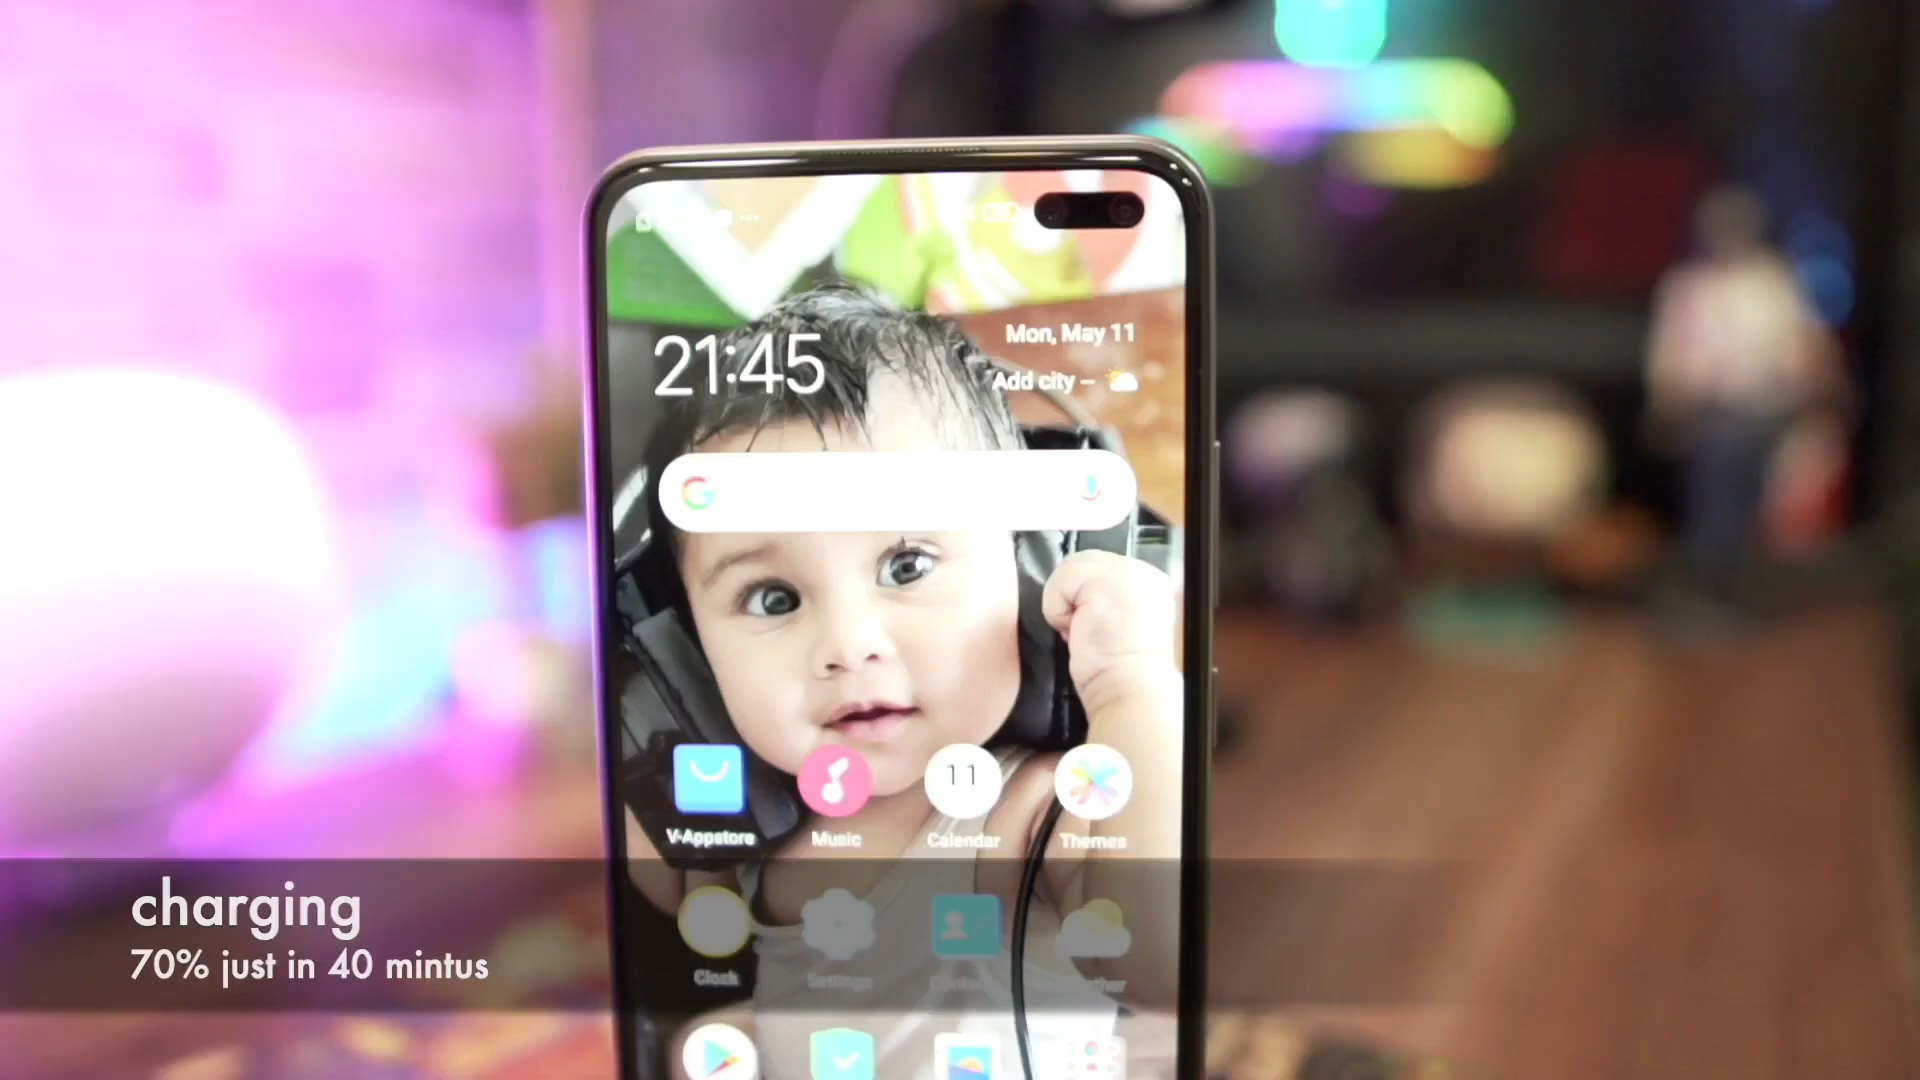 21:45
Mon, May 11
Add city –
V-Appstore
Music
11
Calendar
Themes
charging
70% just in 40 mintus
Clock
Settings